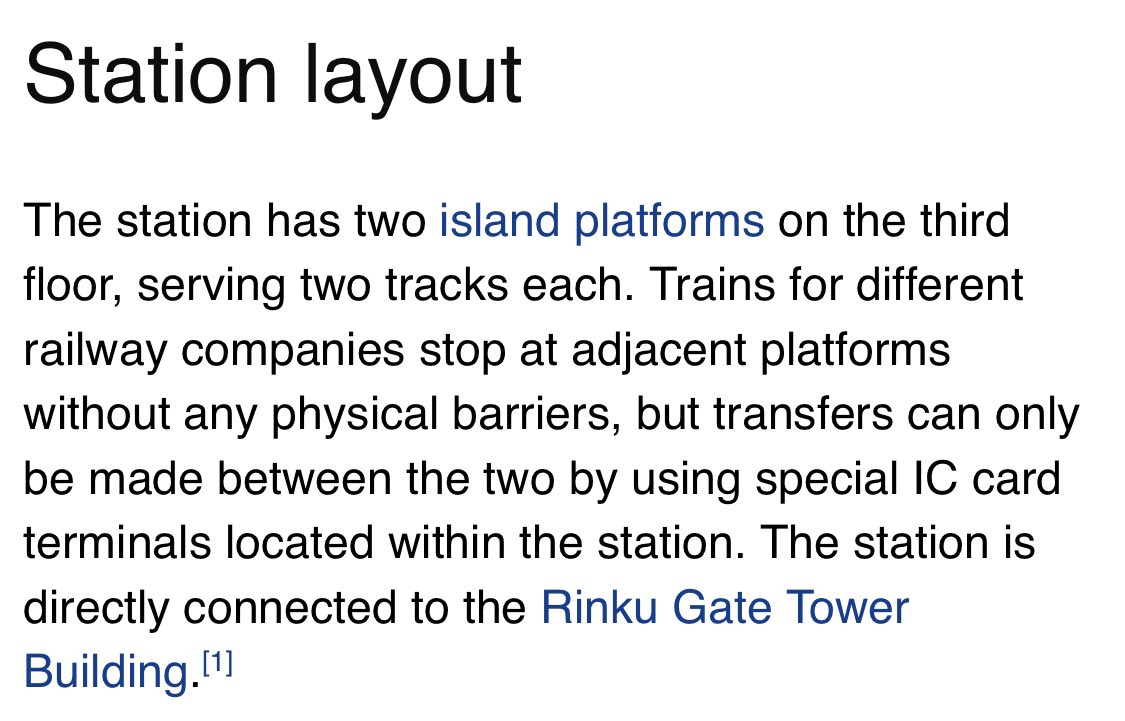 Station layout
The station has two island platforms on the third
floor, serving two tracks each. Trains for different
railway companies stop at adjacent platforms
without any physical barriers, but transfers can only
be made between the two by using special IC card
terminals located within the station. The station is
directly connected to the Rinku Gate Tower
Building.[1]